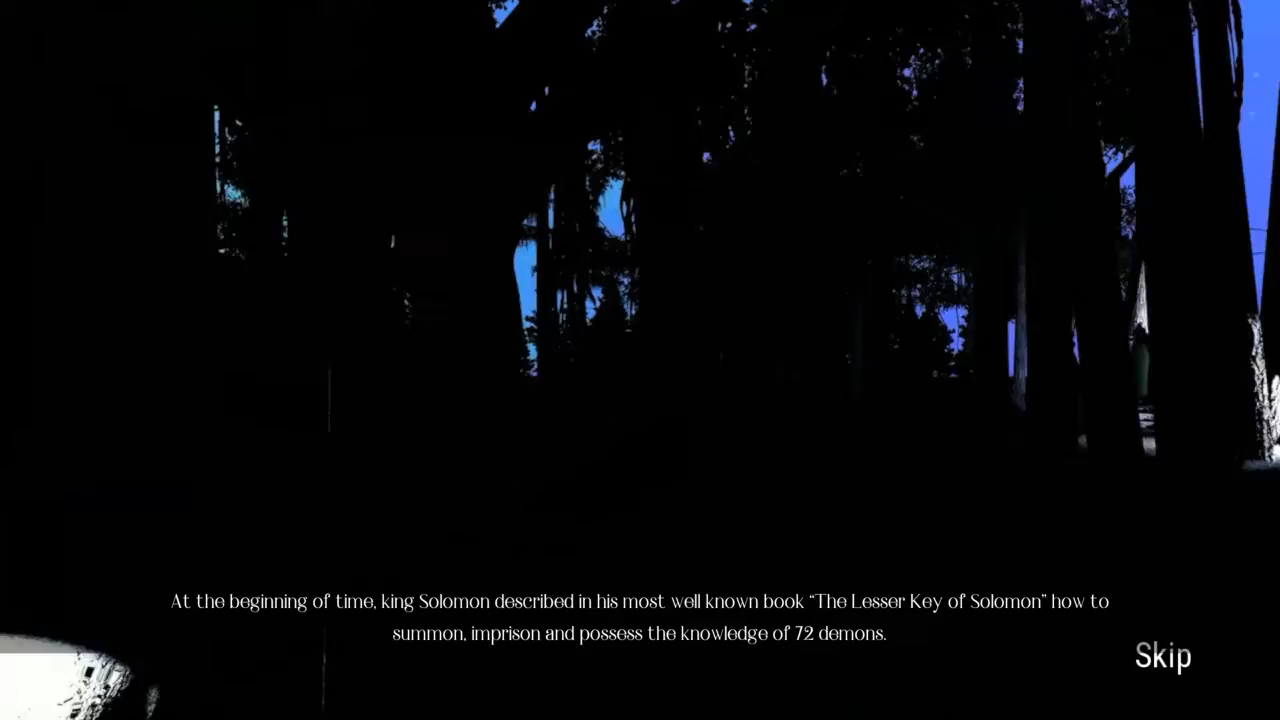 At the beginning of time, king Solomon described in his most well known book “The Lesser Key of Solomon” how to
summon, imprison and possess the knowledge of 72 demons.
Skip